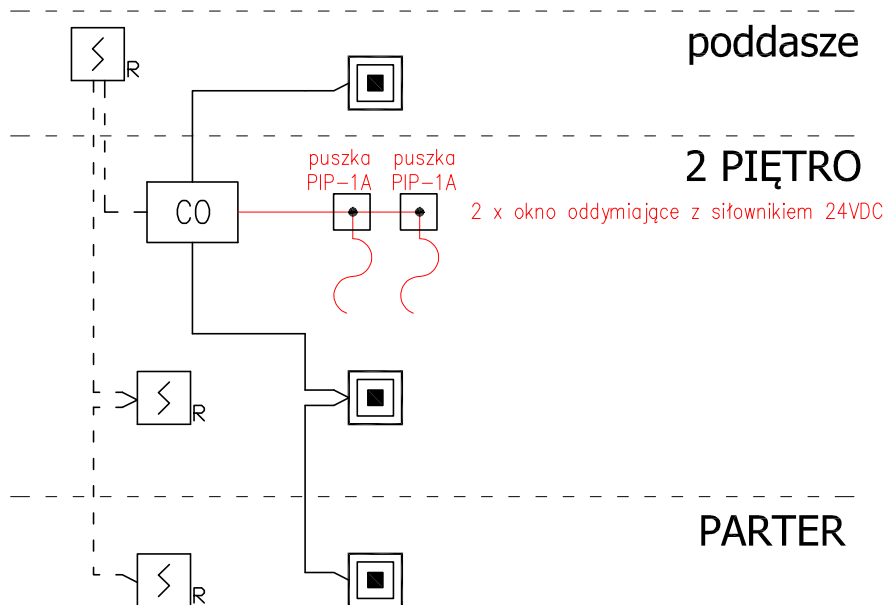 poddasze
R
2 PIĘTRO
puszka
PIP-1A
puszka
PIP-1A
CO
2 x okno oddymiające z siłownikiem 24VDC
R
PARTER
R